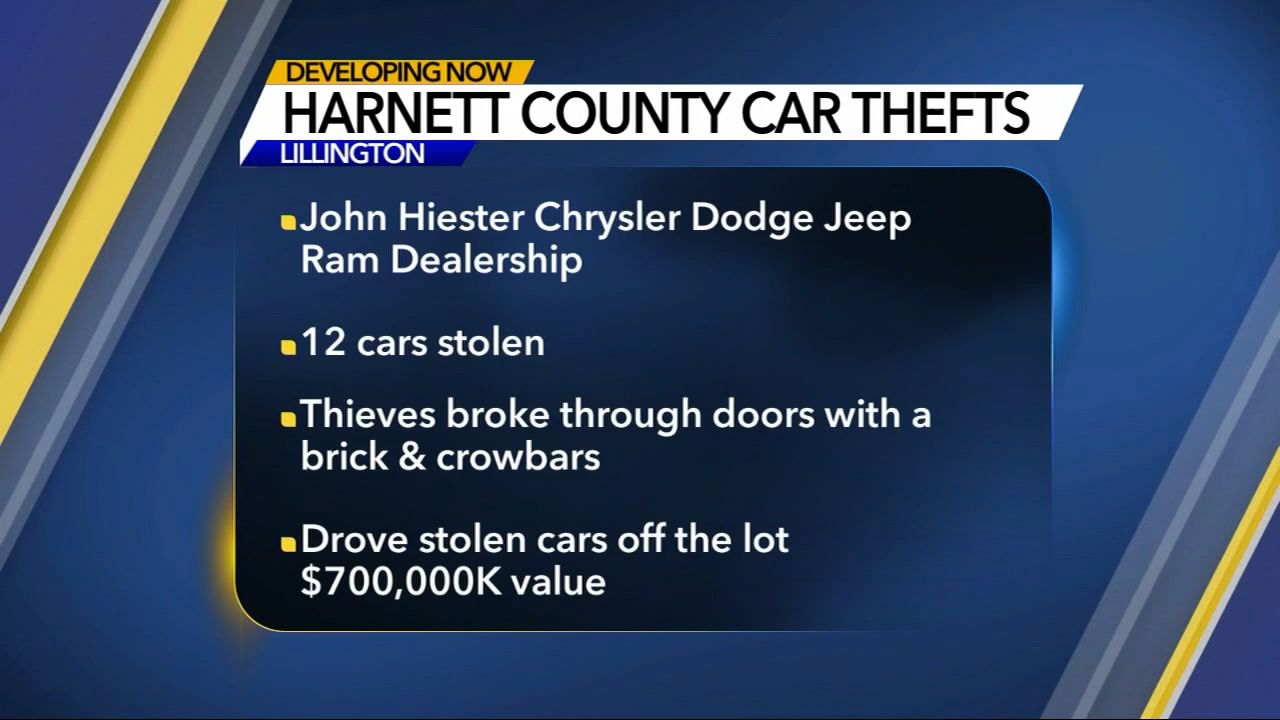 DEVELOPING NOW
HARNETT COUNTY CAR THEFTS
LILLINGTON
John Hiester Chrysler Dodge Jeep
Ram Dealership
12 cars stolen
Thieves broke through doors with a
brick & crowbars
Drove stolen cars off the lot
$700,000K value